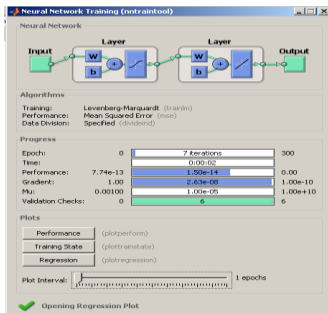 Neural Network Training (nntraintool)
Neural Network
Layer Layer
Input Output
W W
+ +
b b
Algorithms
Training: Levenberg-Marquardt (trainlm)
Performance: Mean Squared Error (mse)
Data Division: Specified (divideind)
Progress
Epoch: 0 7 iterations 300
Time: 0:00:02
Performance: 7.74e-13 1.50e-14 0.00
Gradient: 1.00 2.63e-08 1.00e-10
Mu: 0.00100 1.00e-05 1.00e+10
Validation Checks: 0 6 6
Plots
Performance (plotperform)
Training State (plottrainstate)
Regression (plotregression)
Plot Interval: 1 epochs
Opening Regression Plot